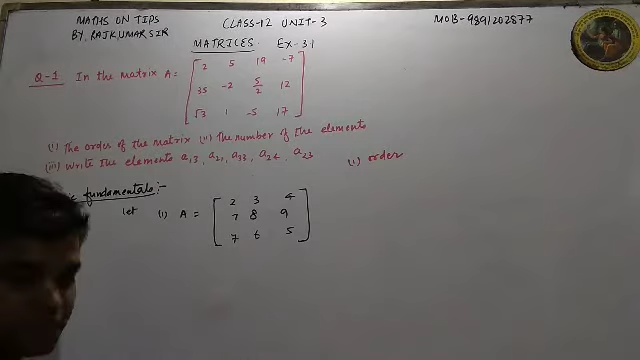 MATHS ON TIPS
BY. RAJKUMAR SIR
CLASS-12 UNIT-3
MOB-9891202877
MATRICES EX-3.1
Q-1 In the matrix A =
2 5 19 -7
35 -2 5/2 12
√3 1 -5 17
(i) The order of the matrix (ii) The number of the elements
(iii) Write the elements a13, a21, a33, a24, a23
(i) order
fundamentals:-
let (i) A =
2 3 4
7 8 9
7 6 5